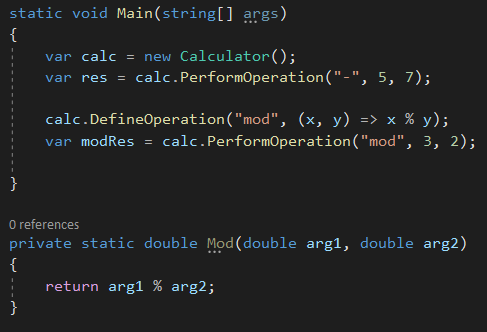 static void Main(string[] args)
{
    var calc = new Calculator();
    var res = calc.PerformOperation("-", 5, 7);

    calc.DefineOperation("mod", (x, y) => x % y);
    var modRes = calc.PerformOperation("mod", 3, 2);

}

0 references
private static double Mod(double arg1, double arg2)
{
    return arg1 % arg2;
}